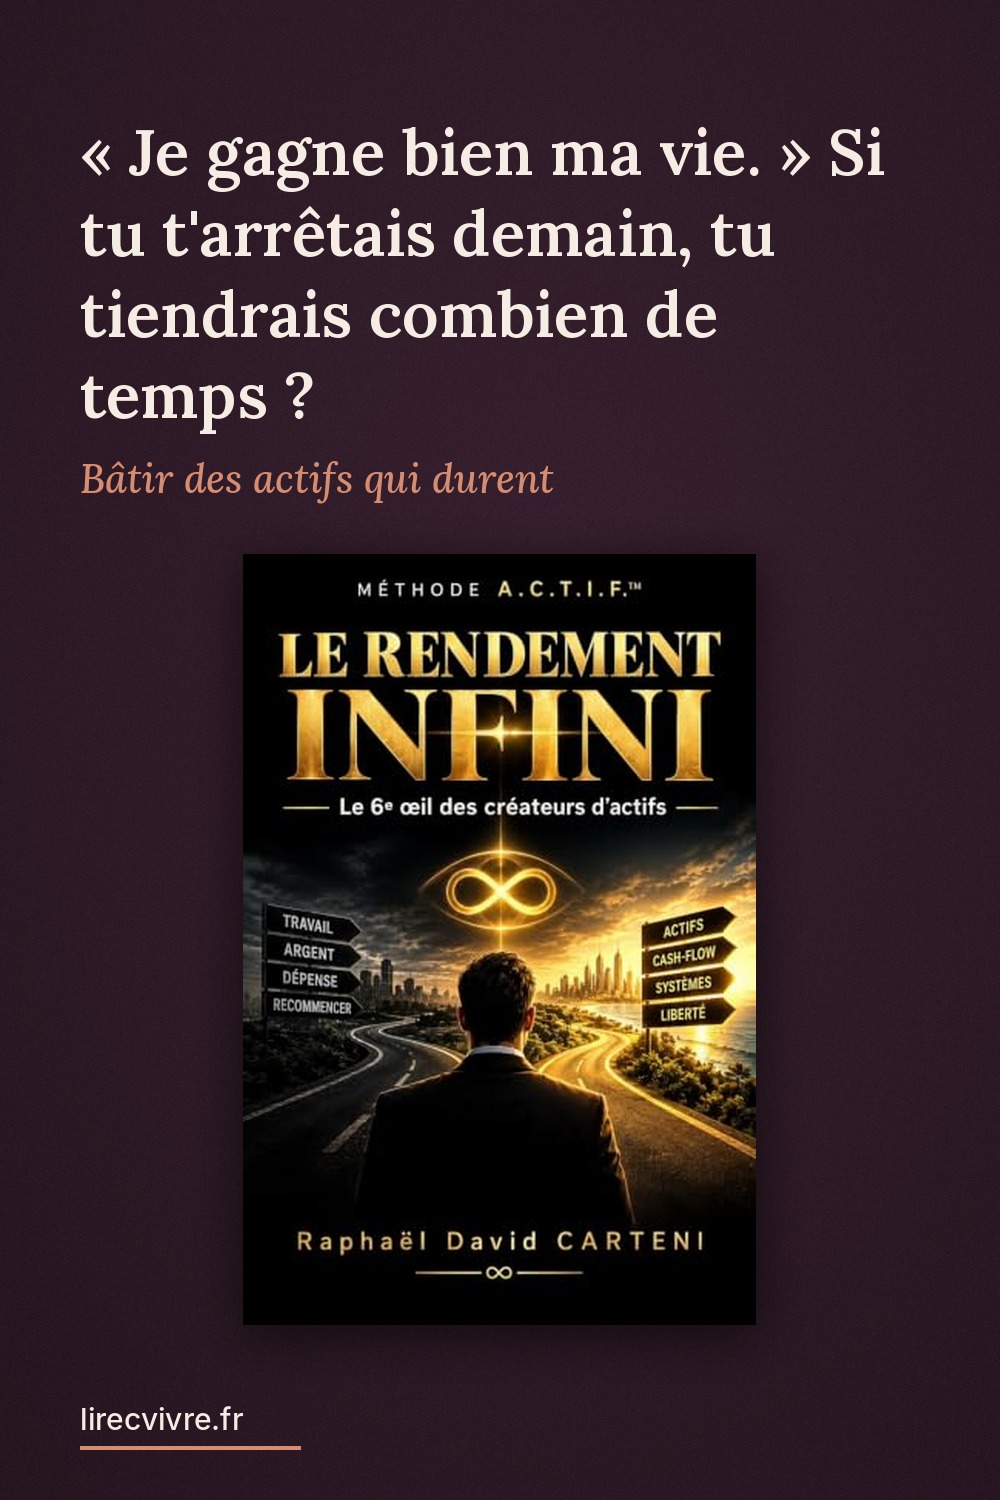 « Je gagne bien ma vie. » Si
tu t'arrêtais demain, tu
tiendrais combien de
temps ?
Bâtir des actifs qui durent
MÉTHODE A.C.T.I.F.™
LE RENDEMENT
INFINI
Le 6e œil des créateurs d'actifs
TRAVAIL
ARGENT
DÉPENSE
RECOMMENCER
ACTIFS
CASH-FLOW
SYSTÈMES
LIBERTÉ
Raphaël David CARTENI
lirecvivre.fr